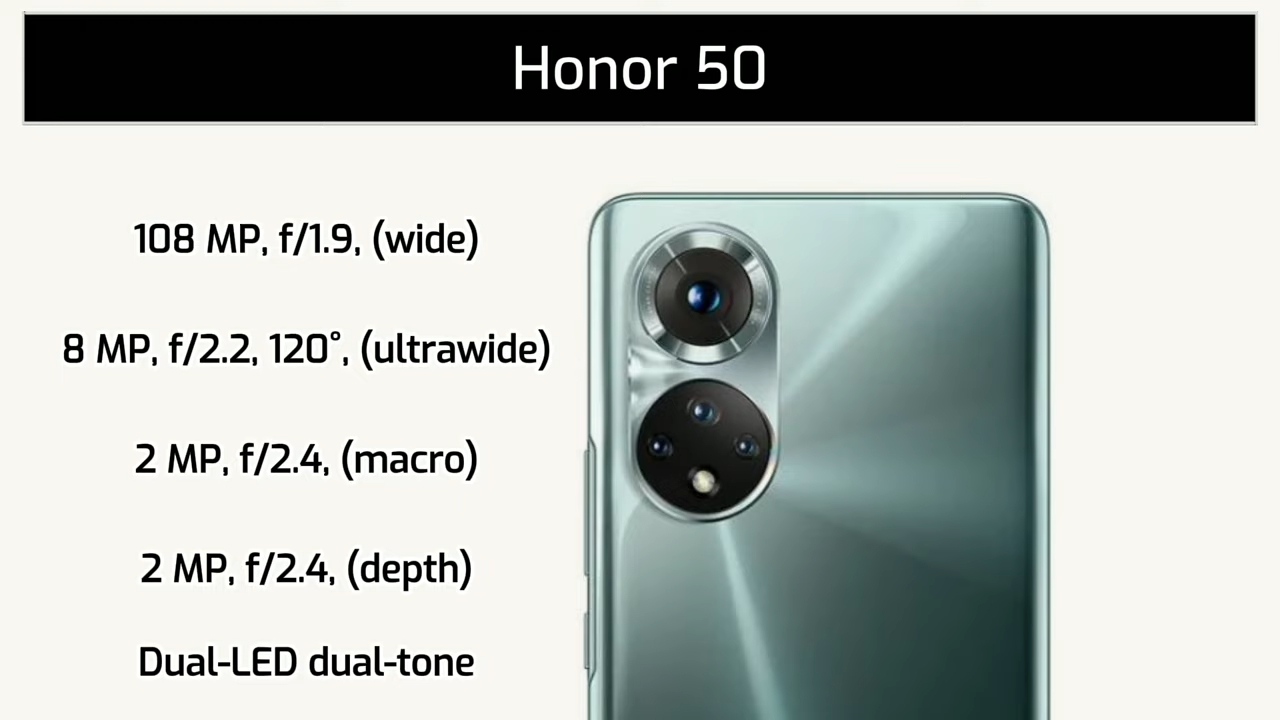 Honor 50
108 MP, f/1.9, (wide)
8 MP, f/2.2, 120°, (ultrawide)
2 MP, f/2.4, (macro)
2 MP, f/2.4, (depth)
Dual-LED dual-tone